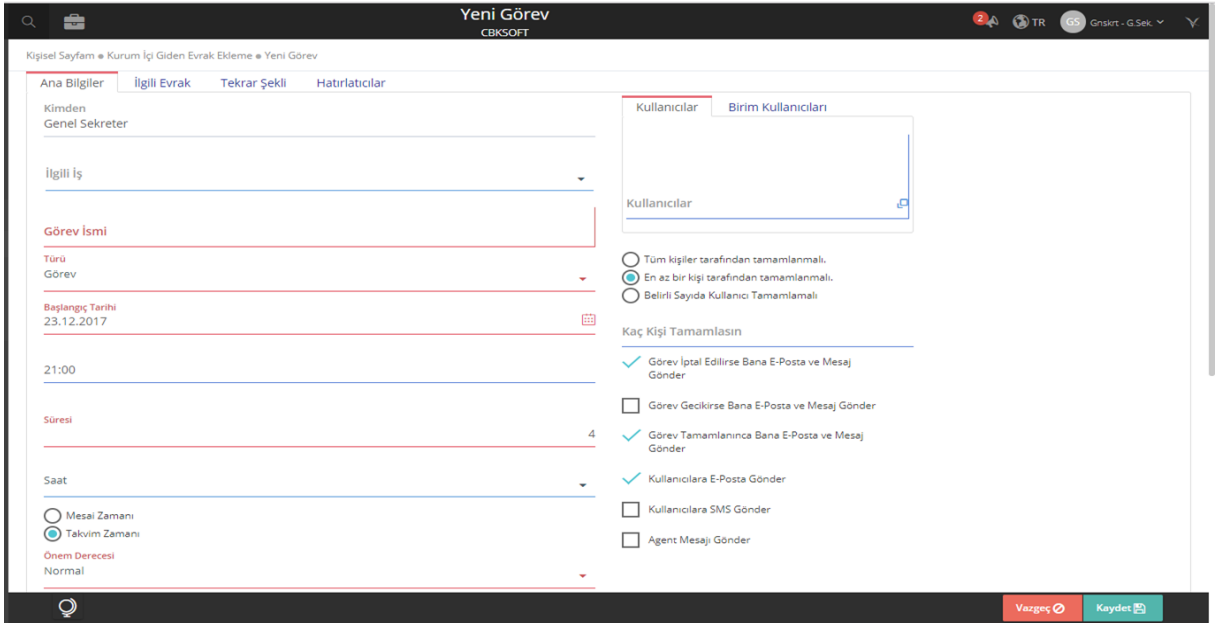 Yeni Görev
CBKSOFT
2
TR
GS
Gnskrt - G.Sek.
Kişisel Sayfam Kurum İçi Giden Evrak Ekleme Yeni Görev
Ana Bilgiler
İlgili Evrak
Tekrar Şekli
Hatırlatıcılar
Kimden
Genel Sekreter
İlgili İş
Görev İsmi
Türü
Görev
Başlangıç Tarihi
23.12.2017
21:00
Süresi
4
Saat
Mesai Zamanı
Takvim Zamanı
Önem Derecesi
Normal
Kullanıcılar
Birim Kullanıcıları
Kullanıcılar
Tüm kişiler tarafından tamamlanmalı.
En az bir kişi tarafından tamamlanmalı.
Belirli Sayıda Kullanıcı Tamamlamalı
Kaç Kişi Tamamlasın
Görev İptal Edilirse Bana E-Posta ve Mesaj
Gönder
Görev Gecikirse Bana E-Posta ve Mesaj Gönder
Görev Tamamlanınca Bana E-Posta ve Mesaj
Gönder
Kullanıcılara E-Posta Gönder
Kullanıcılara SMS Gönder
Agent Mesajı Gönder
Vazgeç
Kaydet